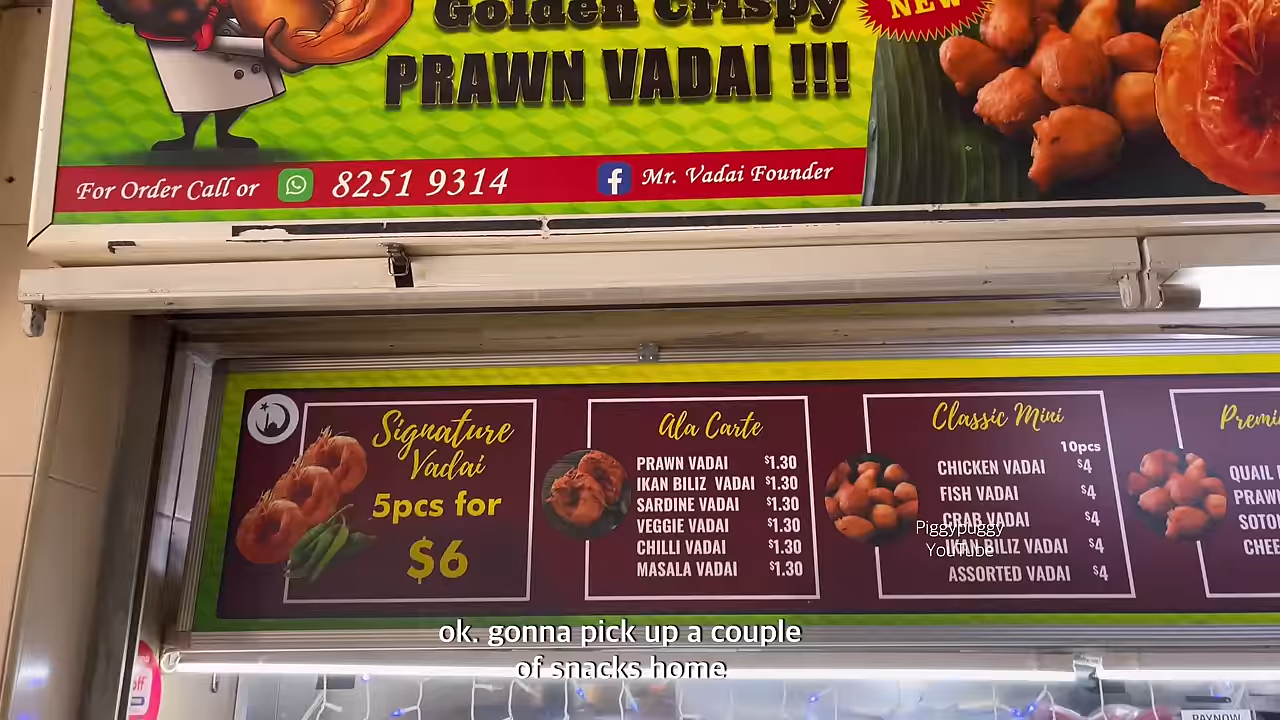 Golden Crispy
PRAWN VADAI !!!
NEW
For Order Call or 8251 9314
Mr. Vadai Founder
Signature
Vadai
5pcs for
$6
Ala Carte
PRAWN VADAI $1.30
IKAN BILIZ VADAI $1.30
SARDINE VADAI $1.30
VEGGIE VADAI $1.30
CHILLI VADAI $1.30
MASALA VADAI $1.30
Classic Mini
10pcs
CHICKEN VADAI $4
FISH VADAI $4
CRAB VADAI $4
IKAN BILIZ VADAI $4
ASSORTED VADAI $4
Piggypuggy
YouTube
QUAIL
ok. gonna pick up a couple
of snacks home
PAYNOW